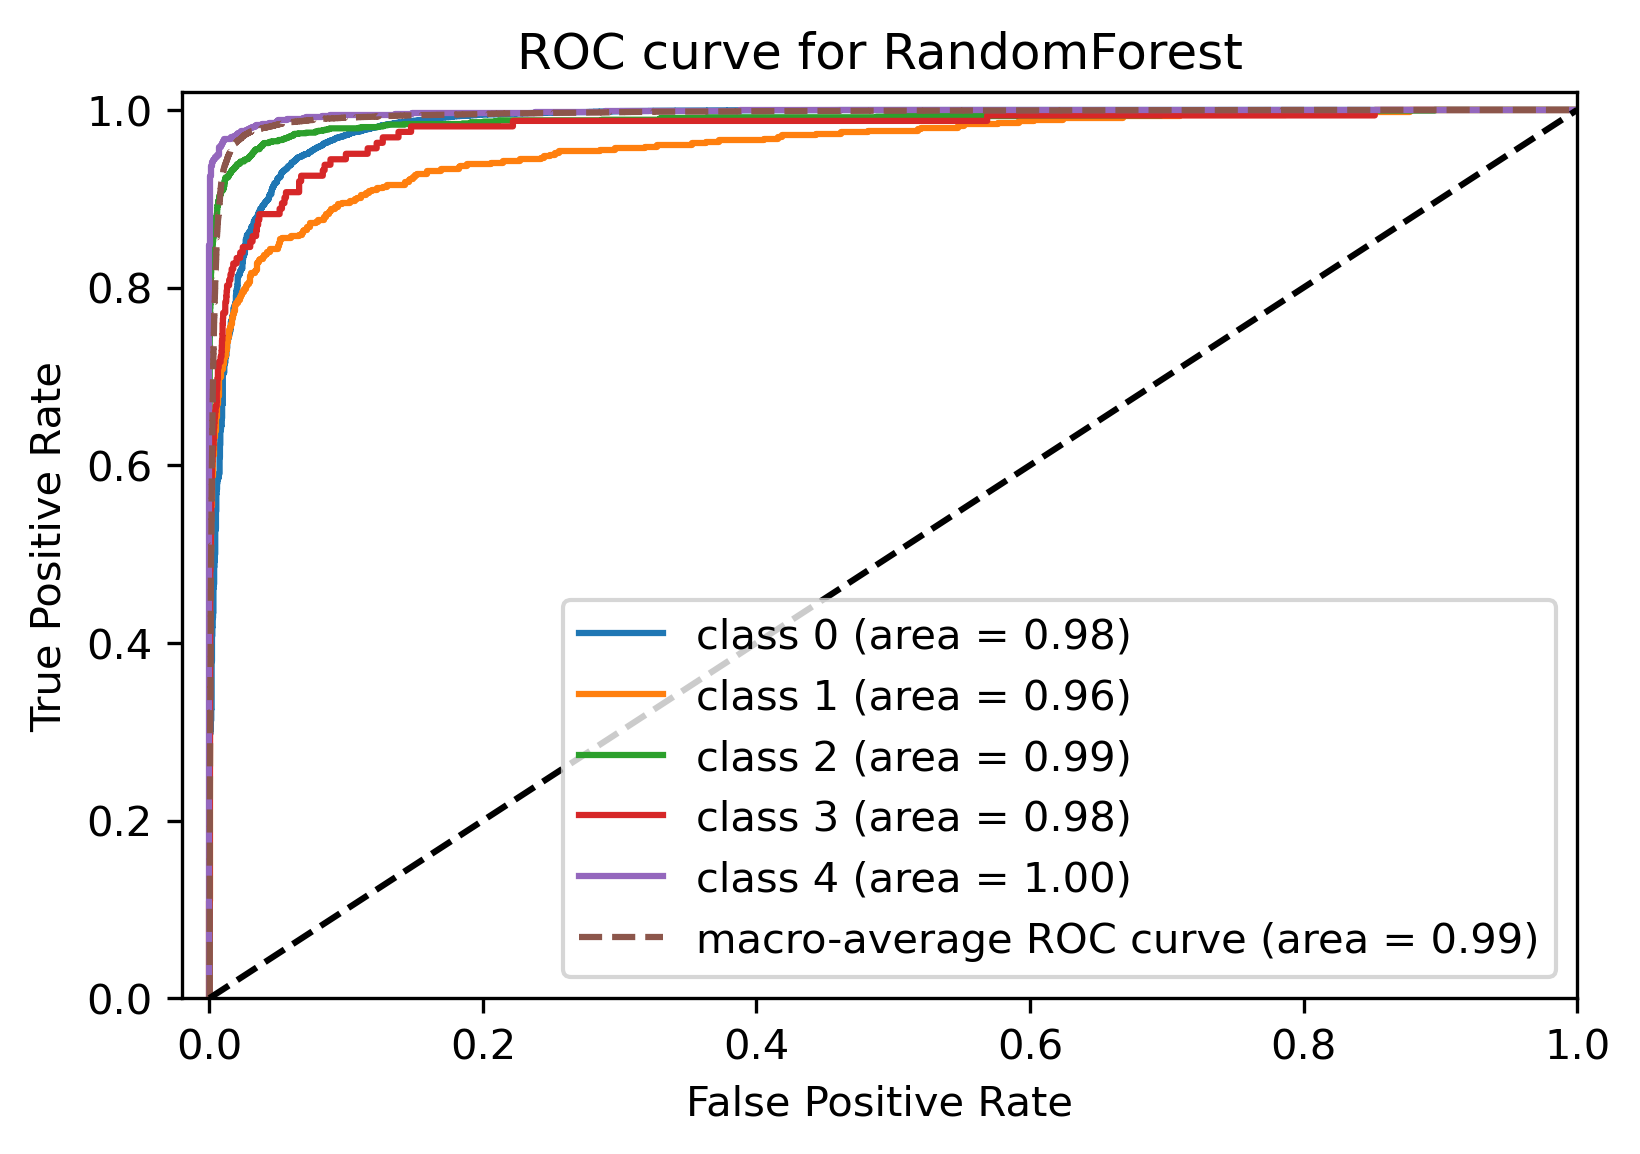 ROC curve for RandomForest
True Positive Rate
1.0
0.8
0.6
0.4
0.2
0.0
class 0 (area = 0.98)
class 1 (area = 0.96)
class 2 (area = 0.99)
class 3 (area = 0.98)
class 4 (area = 1.00)
macro-average ROC curve (area = 0.99)
0.0 0.2 0.4 0.6 0.8 1.0
False Positive Rate